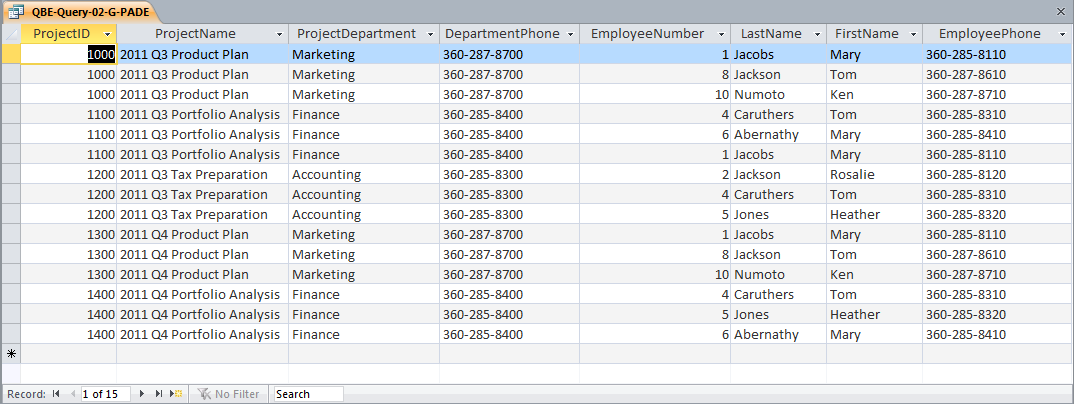 QBE-Query-02-G-PADE
ProjectID ProjectName ProjectDepartment DepartmentPhone EmployeeNumber LastName FirstName EmployeePhone
1000 2011 Q3 Product Plan Marketing 360-287-8700 1 Jacobs Mary 360-285-8110
1000 2011 Q3 Product Plan Marketing 360-287-8700 8 Jackson Tom 360-287-8610
1000 2011 Q3 Product Plan Marketing 360-287-8700 10 Numoto Ken 360-287-8710
1100 2011 Q3 Portfolio Analysis Finance 360-285-8400 4 Caruthers Tom 360-285-8310
1100 2011 Q3 Portfolio Analysis Finance 360-285-8400 6 Abernathy Mary 360-285-8410
1100 2011 Q3 Portfolio Analysis Finance 360-285-8400 1 Jacobs Mary 360-285-8110
1200 2011 Q3 Tax Preparation Accounting 360-285-8300 2 Jackson Rosalie 360-285-8120
1200 2011 Q3 Tax Preparation Accounting 360-285-8300 4 Caruthers Tom 360-285-8310
1200 2011 Q3 Tax Preparation Accounting 360-285-8300 5 Jones Heather 360-285-8320
1300 2011 Q4 Product Plan Marketing 360-287-8700 1 Jacobs Mary 360-285-8110
1300 2011 Q4 Product Plan Marketing 360-287-8700 8 Jackson Tom 360-287-8610
1300 2011 Q4 Product Plan Marketing 360-287-8700 10 Numoto Ken 360-287-8710
1400 2011 Q4 Portfolio Analysis Finance 360-285-8400 4 Caruthers Tom 360-285-8310
1400 2011 Q4 Portfolio Analysis Finance 360-285-8400 5 Jones Heather 360-285-8320
1400 2011 Q4 Portfolio Analysis Finance 360-285-8400 6 Abernathy Mary 360-285-8410
Record: 1 of 15 No Filter Search